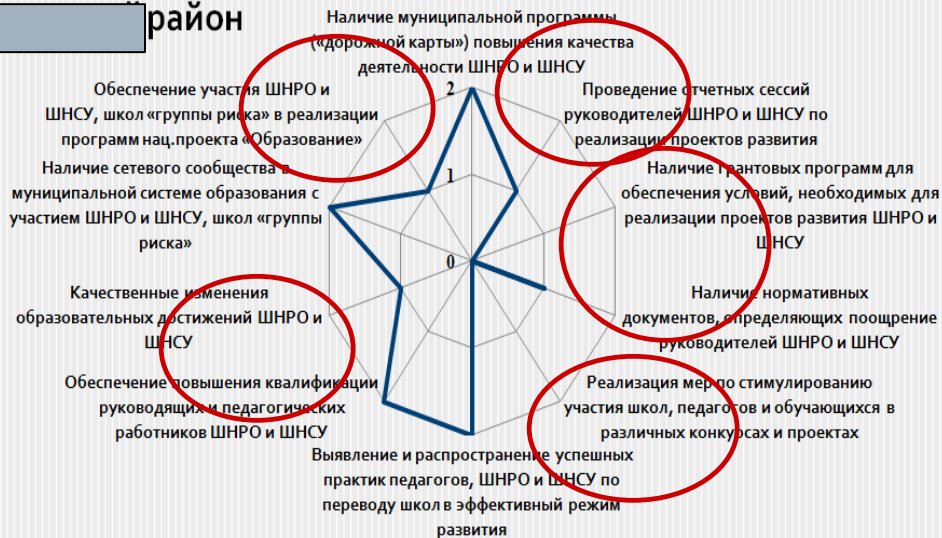 район
Наличие муниципальной программы
(«дорожной карты») повышения качества
деятельности ШНРО и ШНСУ
2
1
0
Проведение отчетных сессий
руководителей ШНРО и ШНСУ по
реализации проектов развития
Наличие грантовых программ для
обеспечения условий, необходимых для
реализации проектов развития ШНРО и
ШНСУ
Наличие нормативных
документов, определяющих поощрение
руководителей ШНРО и ШНСУ
Реализация мер по стимулированию
участия школ, педагогов и обучающихся в
различных конкурсах и проектах
Выявление и распространение успешных
практик педагогов, ШНРО и ШНСУ по
переводу школ в эффективный режим
развития
Обеспечение повышения квалификации
руководящих и педагогических
работников ШНРО и ШНСУ
Качественные изменения
образовательных достижений ШНРО и
ШНСУ
Наличие сетевого сообщества в
муниципальной системе образования с
участием ШНРО и ШНСУ, школ «группы
риска»
Обеспечение участия ШНРО и
ШНСУ, школ «группы риска» в реализации
программ нац.проекта «Образование»